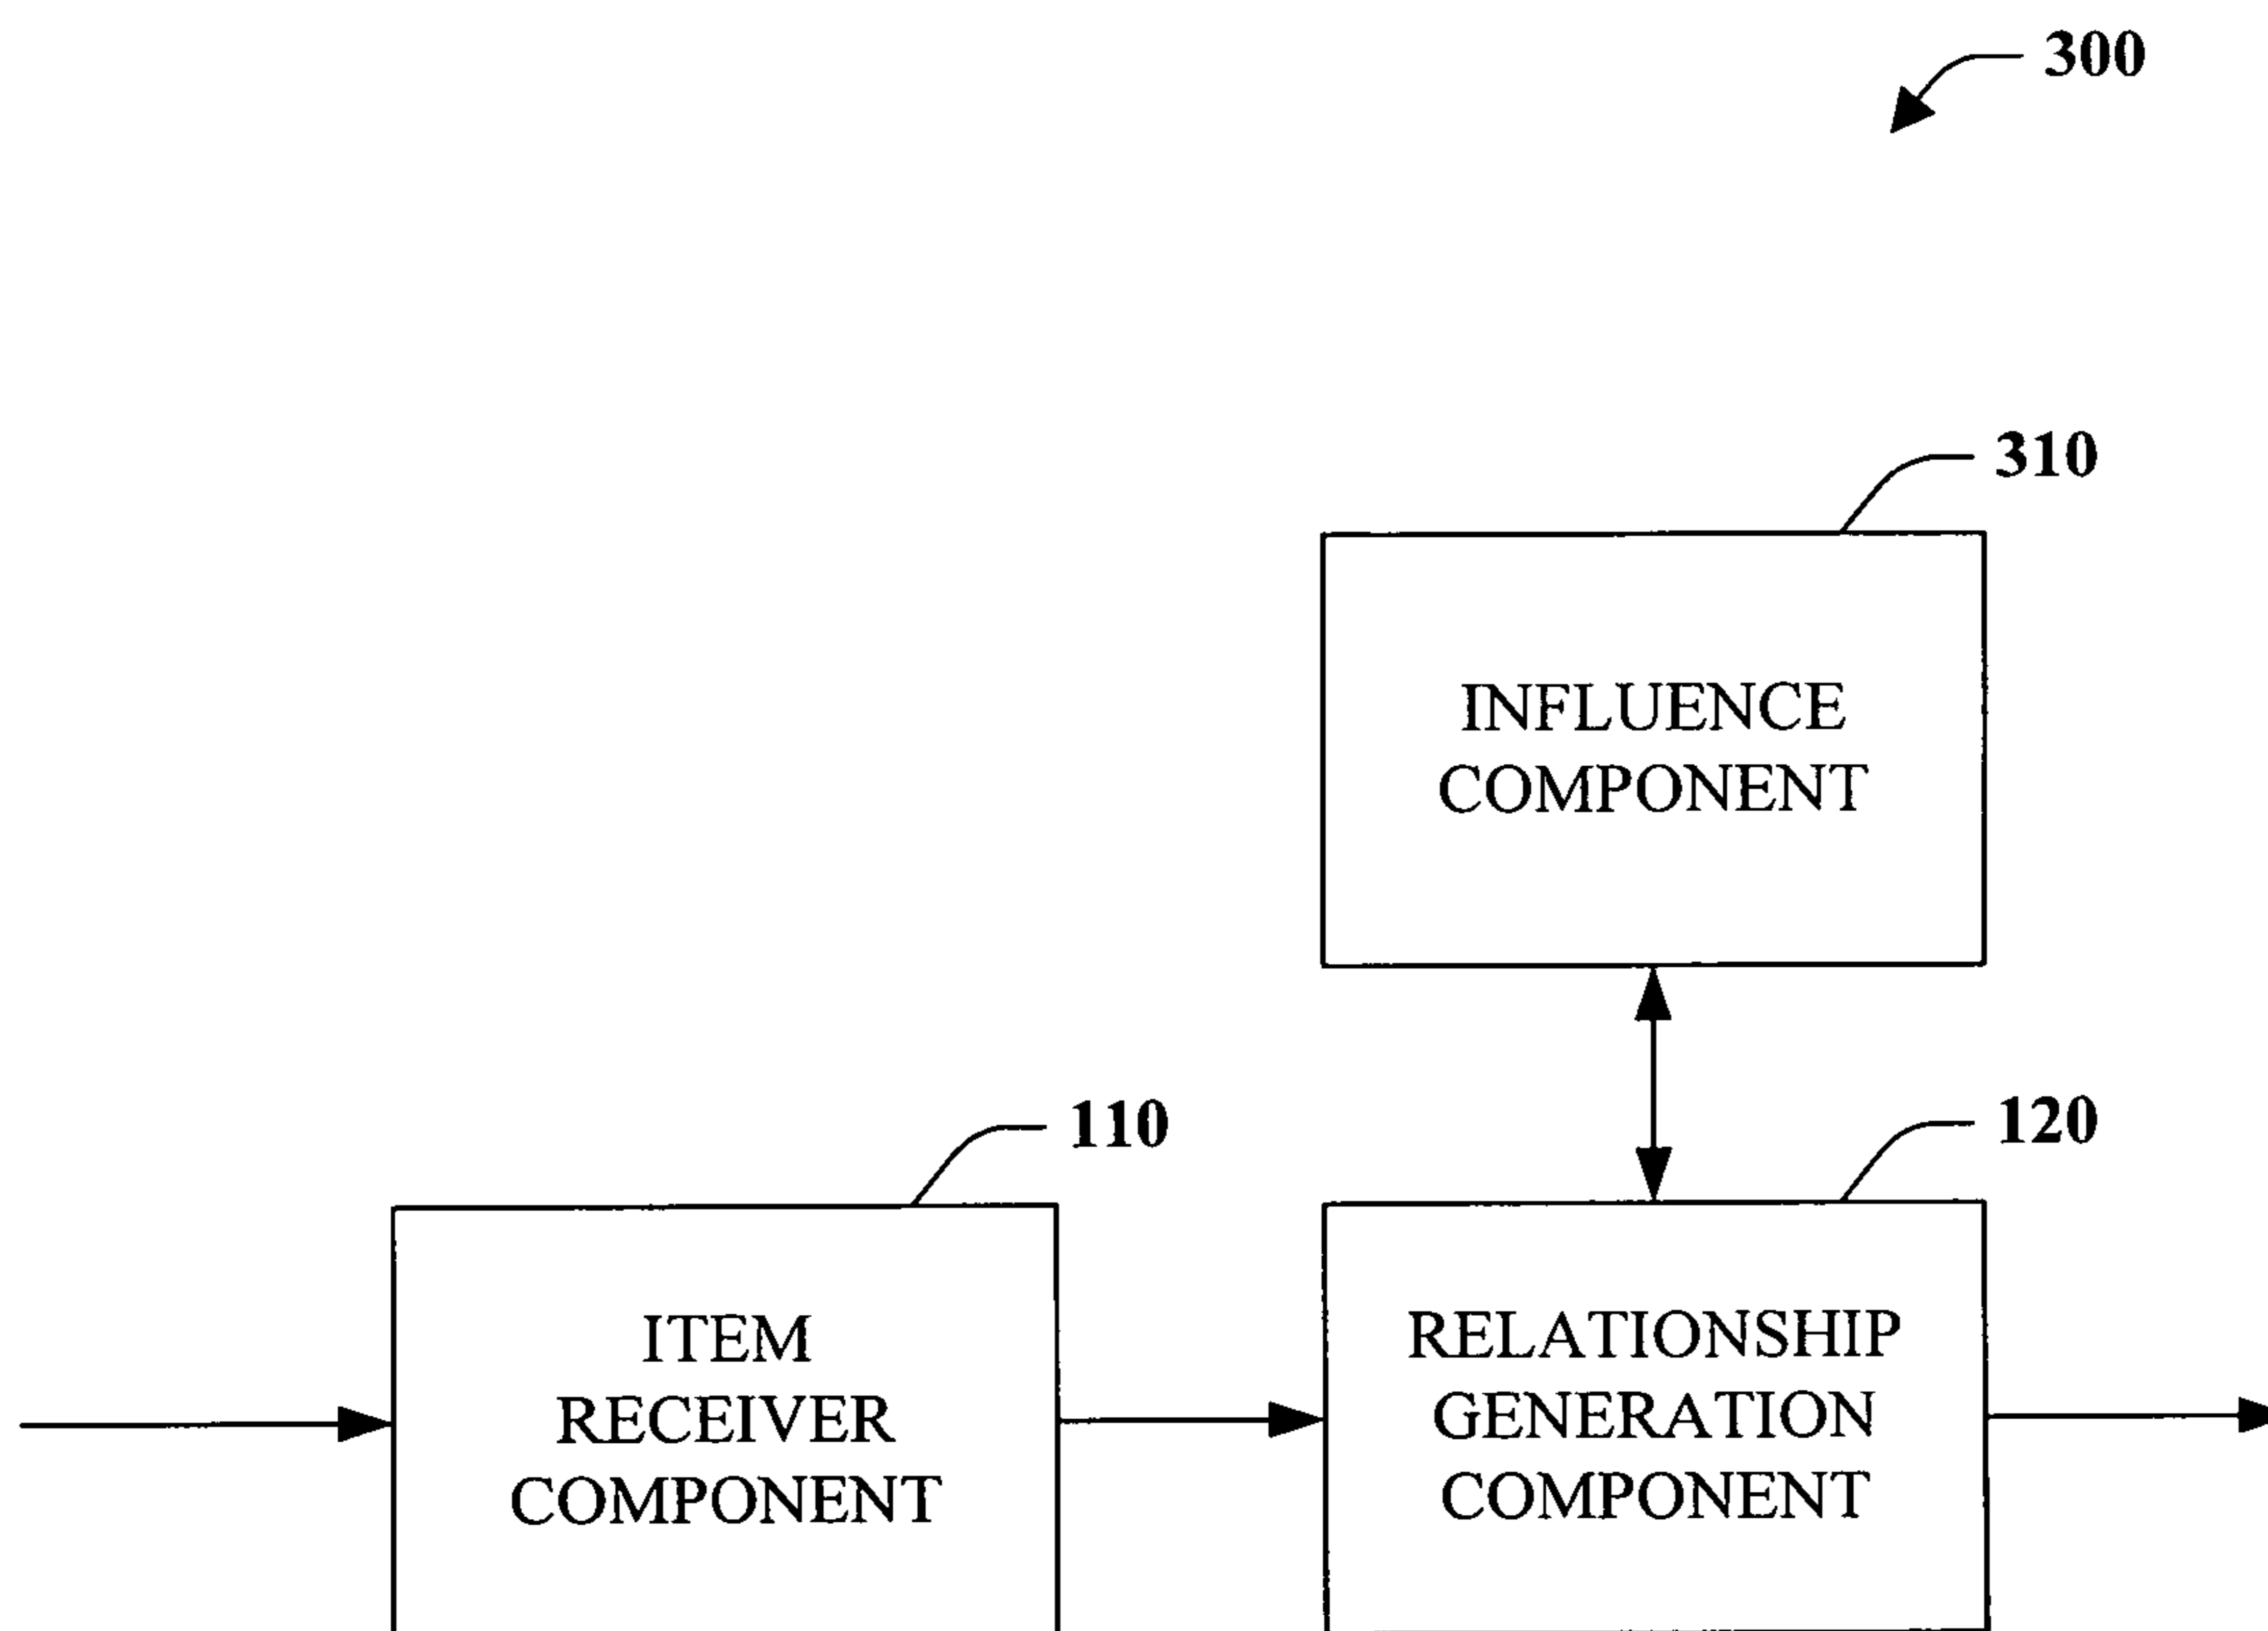 300
310
INFLUENCE
COMPONENT
110
120
ITEM
RECEIVER
COMPONENT
RELATIONSHIP
GENERATION
COMPONENT